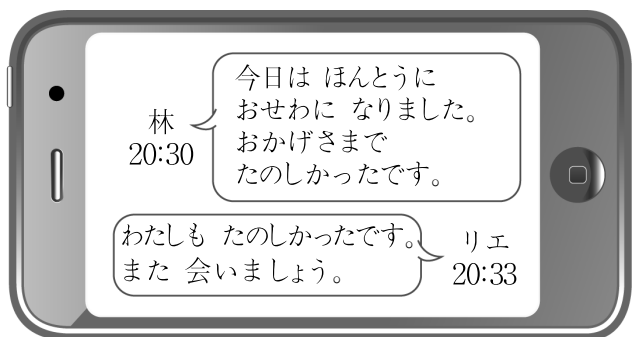 林
20:30
今日は ほんとうに
おせわに なりました。
おかげさまで
たのしかったです。
わたしも たのしかったです。
また 会いましょう。
リエ
20:33